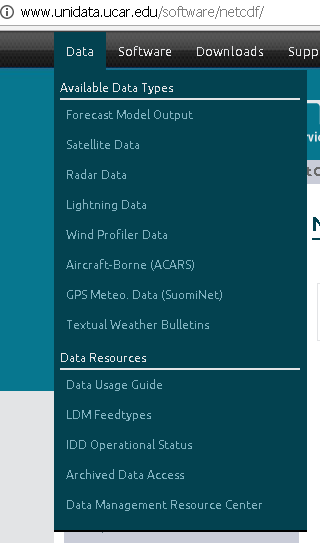 www.unidata.ucar.edu/software/netcdf/
Data Software Downloads
Available Data Types
Forecast Model Output
Satellite Data
Radar Data
Lightning Data
Wind Profiler Data
Aircraft-Borne (ACARS)
GPS Meteo. Data (SuomiNet)
Textual Weather Bulletins
Data Resources
Data Usage Guide
LDM Feedtypes
IDD Operational Status
Archived Data Access
Data Management Resource Center